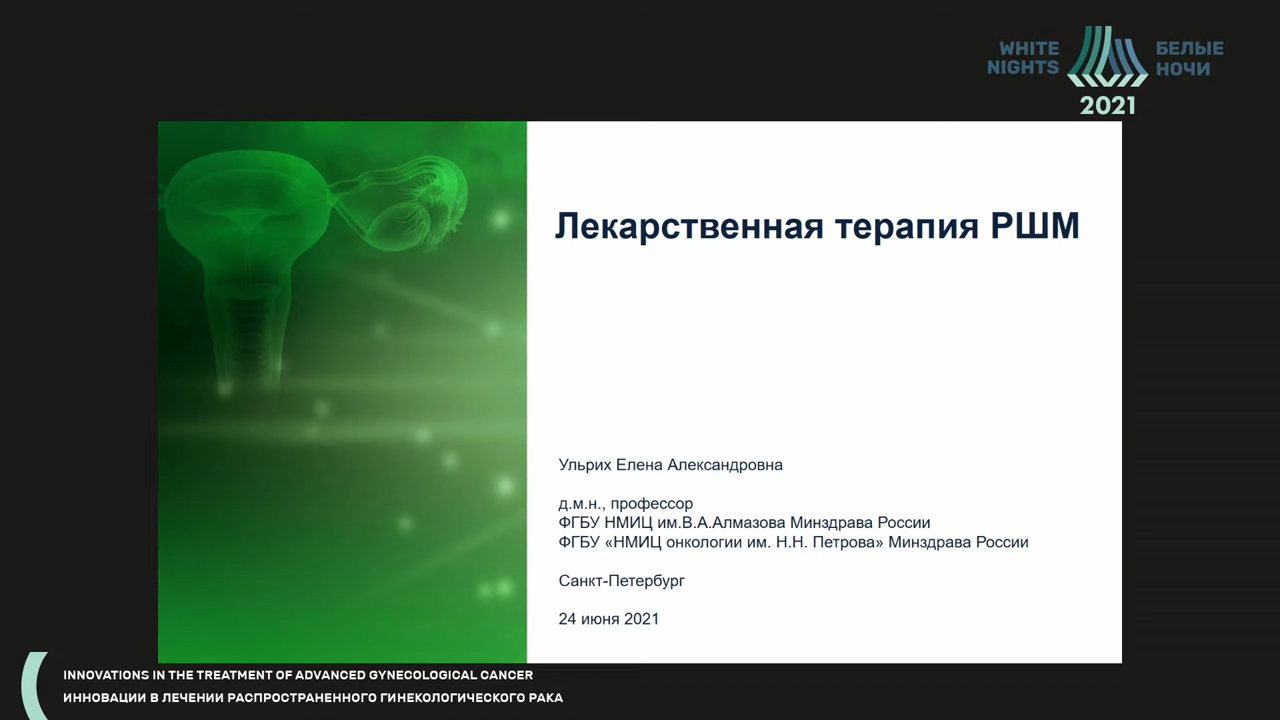 WHITE
NIGHTS
БЕЛЫЕ
НОЧИ
2021
Лекарственная терапия РШМ
Ульрих Елена Александровна
д.м.н., профессор
ФГБУ НМИЦ им.В.А.Алмазова Минздрава России
ФГБУ «НМИЦ онкологии им. Н.Н. Петрова» Минздрава России
Санкт-Петербург
24 июня 2021
INNOVATIONS IN THE TREATMENT OF ADVANCED GYNECOLOGICAL CANCER
ИННОВАЦИИ В ЛЕЧЕНИИ РАСПРОСТРАНЕННОГО ГИНЕКОЛОГИЧЕСКОГО РАКА